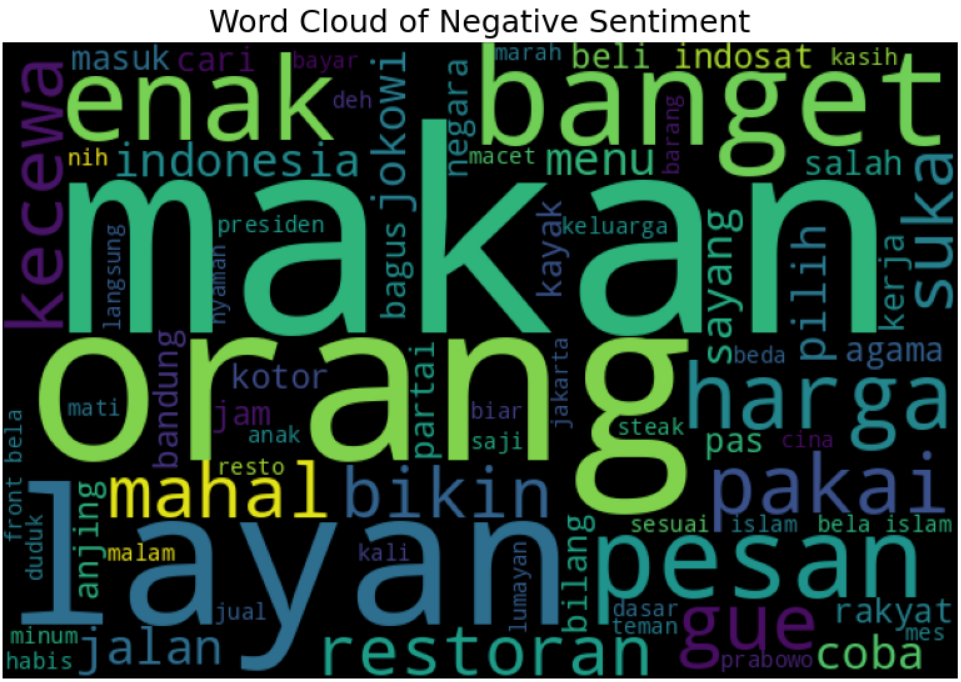 Word Cloud of Negative Sentiment
masuk cari bayar marah beli indosat kasih
kecewa enak deh jokowi negara banget
nih indonesia macet menu barang salah suka
makan
langsung presiden nyaman bagus kayak keluarga sayang pilih kerja
orang
bandung kotor partai jakarta beda agama
mati jam anak biar saji steak harga
resto pas cina
front bela anjing mahal bikin pakai
layan
duduk malam kali lumayan bilang sesuai islam bela islam
pesan
jual dasar teman gue rakyat mes
minum habis jalan restoran prabowo coba